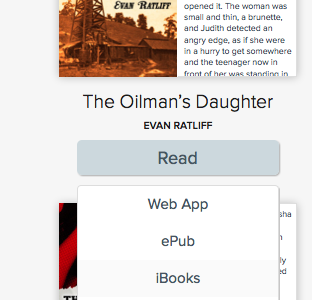 EVAN RATLIFF
opened it. The woman was
small and thin, a brunette,
and Judith detected an
angry edge, as if she were
in a hurry to get somewhere
and the teenager now in
front of her was standing in
The Oilman's Daughter
EVAN RATLIFF
Read
Web App
ePub
iBooks